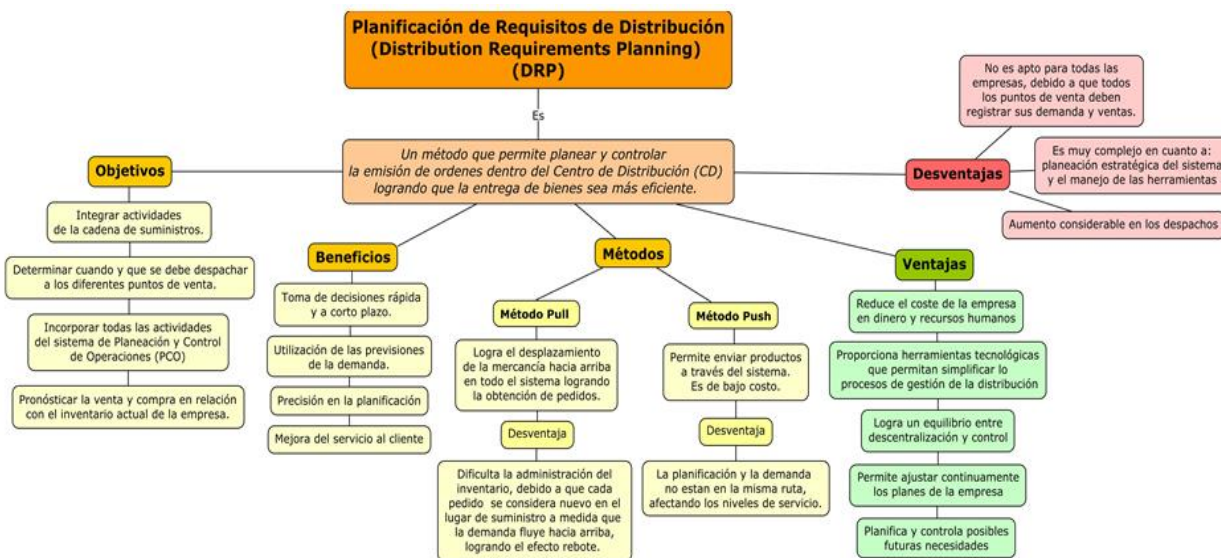 Planificación de Requisitos de Distribución
(Distribution Requirements Planning)
(DRP)
Es
Un método que permite planear y controlar
la emisión de ordenes dentro del Centro de Distribución (CD)
logrando que la entrega de bienes sea más eficiente.
Objetivos
Integrar actividades
de la cadena de suministros.
Determinar cuando y que se debe despachar
a los diferentes puntos de venta.
Incorporar todas las actividades
del sistema de Planeación y Control
de Operaciones (PCO)
Pronósticar la venta y compra en relación
con el inventario actual de la empresa.
Beneficios
Toma de decisiones rápida
y a corto plazo.
Utilización de las previsiones
de la demanda.
Precisión en la planificación
Mejora del servicio al cliente
Métodos
Método Pull
Logra el desplazamiento
de la mercancía hacia arriba
en todo el sistema logrando
la obtención de pedidos.
Desventaja
Dificulta la administración del
inventario, debido a que cada
pedido se considera nuevo en el
lugar de suministro a medida que
la demanda fluye hacia arriba,
logrando el efecto rebote.
Método Push
Permite enviar productos
a través del sistema.
Es de bajo costo.
Desventaja
La planificación y la demanda
no estan en la misma ruta,
afectando los niveles de servicio.
Ventajas
Reduce el coste de la empresa
en dinero y recursos humanos
Proporciona herramientas tecnológicas
que permitan simplificar lo
procesos de gestión de la distribución
Logra un equilibrio entre
descentralización y control
Permite ajustar continuamente
los planes de la empresa
Planifica y controla posibles
futuras necesidades
Desventajas
No es apto para todas las
empresas, debido a que todos
los puntos de venta deben
registrar sus demanda y ventas.
Es muy complejo en cuanto a:
planeación estratégica del sistema
y el manejo de las herramientas
Aumento considerable en los despachos